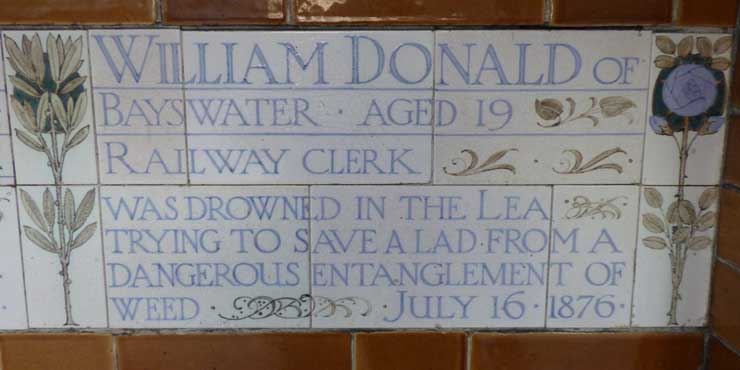 WILLIAM DONALD OF
BAYSWATER · AGED 19
RAILWAY CLERK
WAS DROWNED IN THE LEA
TRYING TO SAVE A LAD FROM A
DANGEROUS ENTANGLEMENT OF
WEED · JULY 16 · 1876 ·